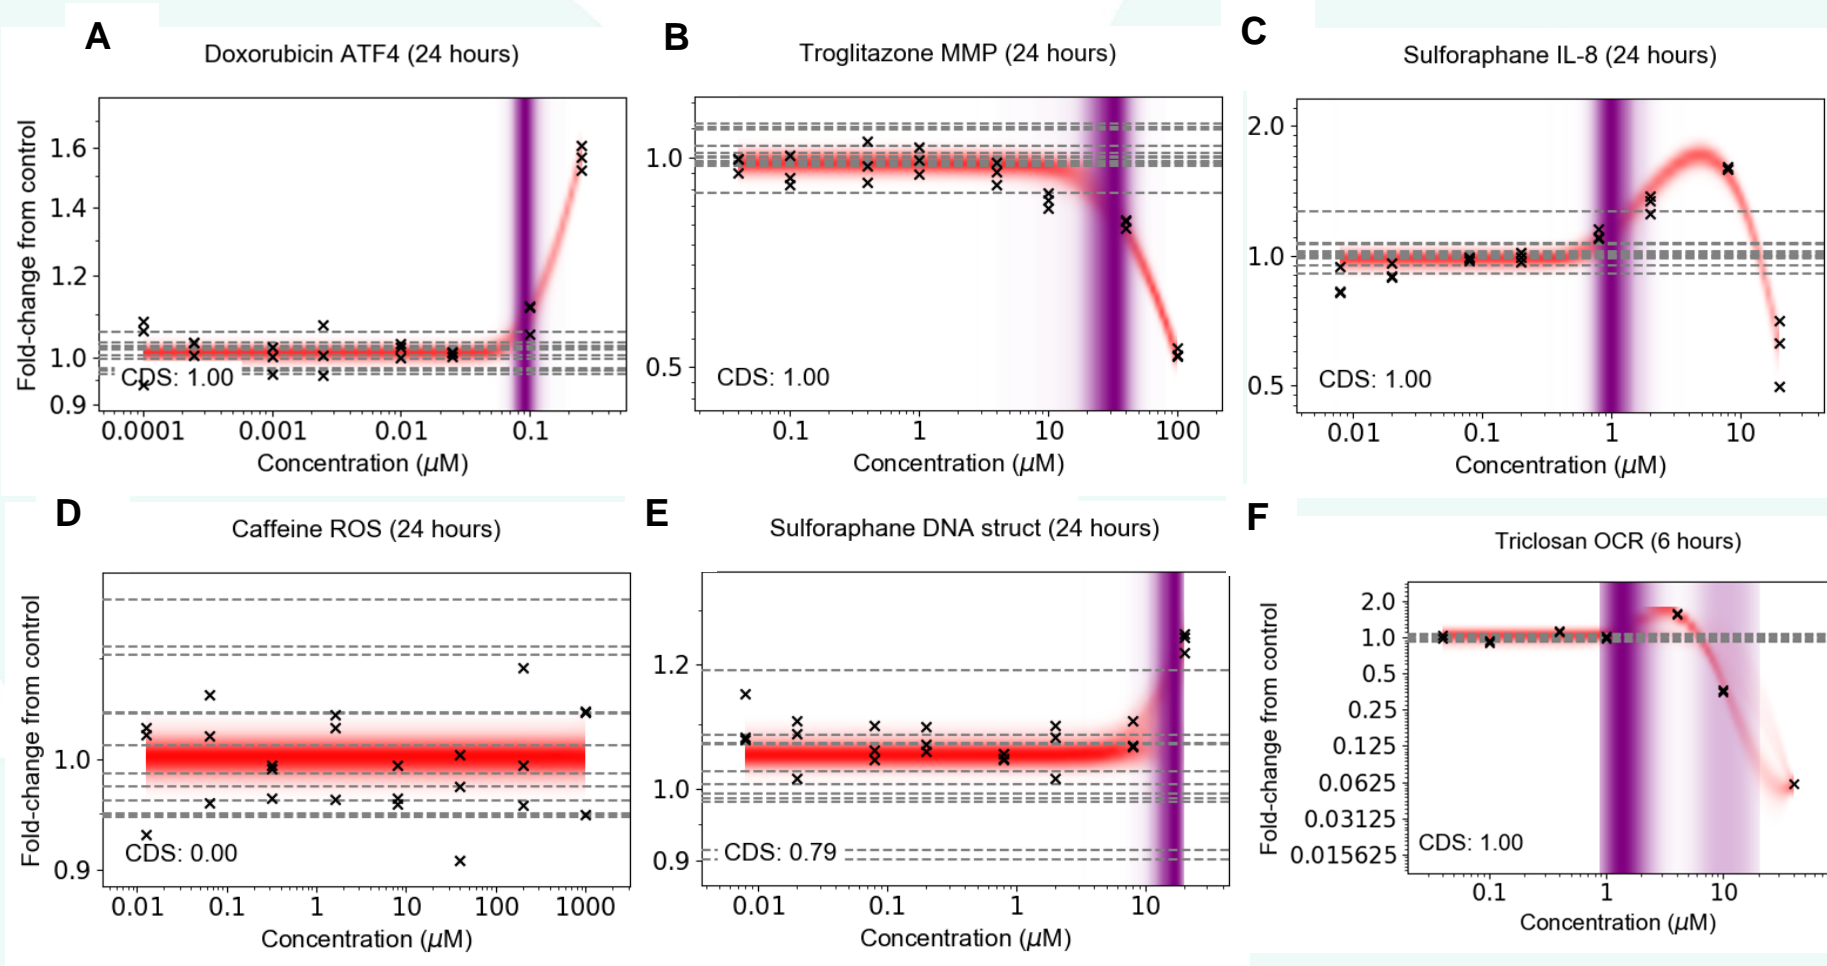 A
Doxorubicin ATF4 (24 hours)
Fold-change from control
1.6
1.4
1.2
1.0
0.9
CDS: 1.00
0.0001 0.001 0.01 0.1
Concentration (μM)
B
Troglitazone MMP (24 hours)
1.0
0.5
CDS: 1.00
0.1 1 10 100
Concentration (μM)
C
Sulforaphane IL-8 (24 hours)
2.0
1.0
0.5
CDS: 1.00
0.01 0.1 1 10
Concentration (μM)
D
Caffeine ROS (24 hours)
Fold-change from control
1.0
0.9
CDS: 0.00
0.01 0.1 1 10 100 1000
Concentration (μM)
E
Sulforaphane DNA struct (24 hours)
1.2
1.0
0.9
CDS: 0.79
0.01 0.1 1 10
Concentration (μM)
F
Triclosan OCR (6 hours)
Fold-change from control
2.0
1.0
0.5
0.25
0.125
0.0625
0.03125
0.015625
CDS: 1.00
0.1 1 10
Concentration (μM)